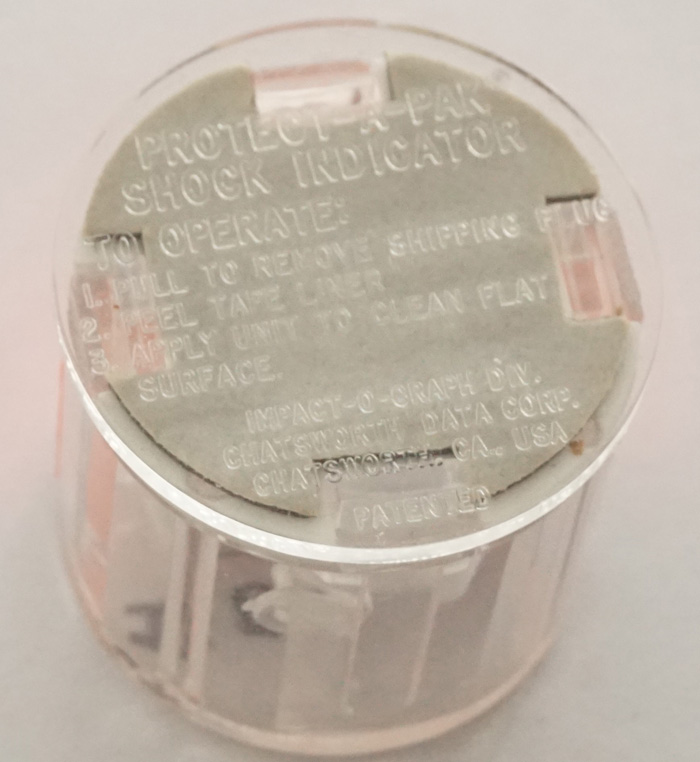 PROTECT-A-PAK
SHOCK INDICATOR
TO OPERATE:
1. PULL TO REMOVE SHIPPING PLUG
2. PEEL TAPE LINER
3. APPLY UNIT TO CLEAN FLAT
SURFACE.
IMPACT-O-GRAPH DIV.
CHATSWORTH DATA CORP.
CHATSWORTH, CA., USA
PATENTED